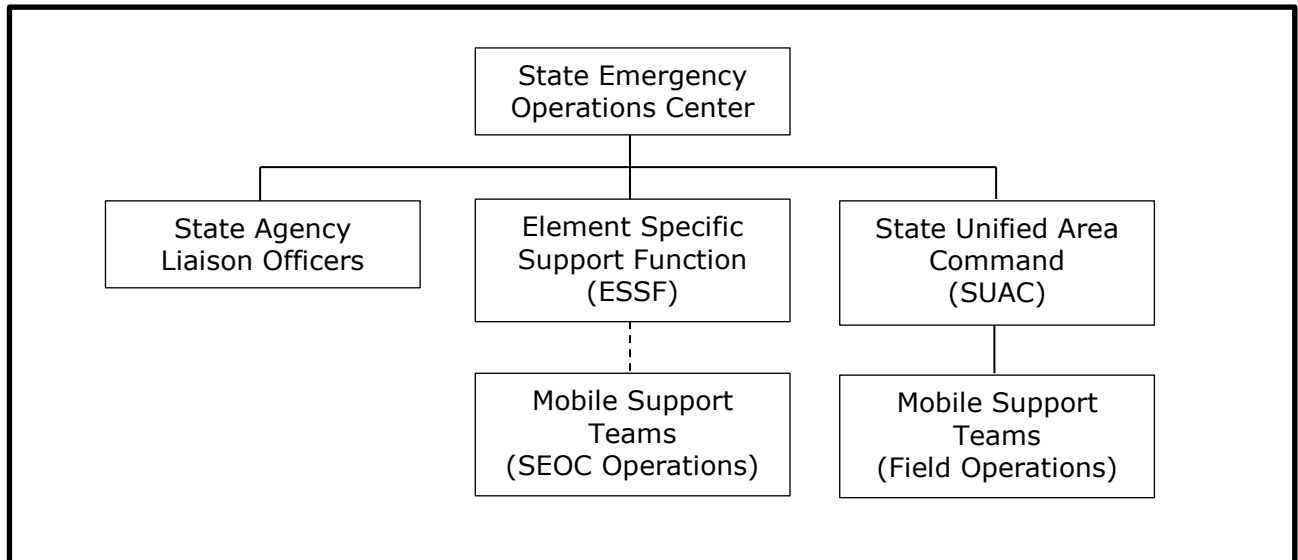 State Emergency
Operations Center
State Agency
Liaison Officers
Element Specific
Support Function
(ESSF)
State Unified Area
Command
(SUAC)
Mobile Support
Teams
(SEOC Operations)
Mobile Support
Teams
(Field Operations)